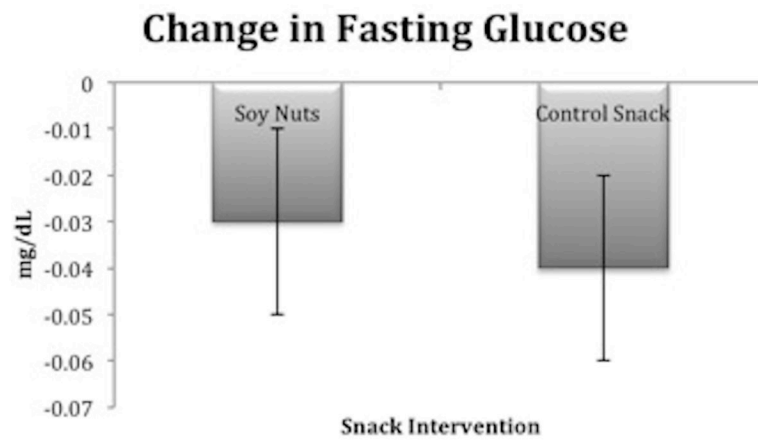 Change in Fasting Glucose
0
Soy Nuts
Control Snack
-0.01
-0.02
-0.03
-0.04
-0.05
-0.06
-0.07
mg/dL
Snack Intervention